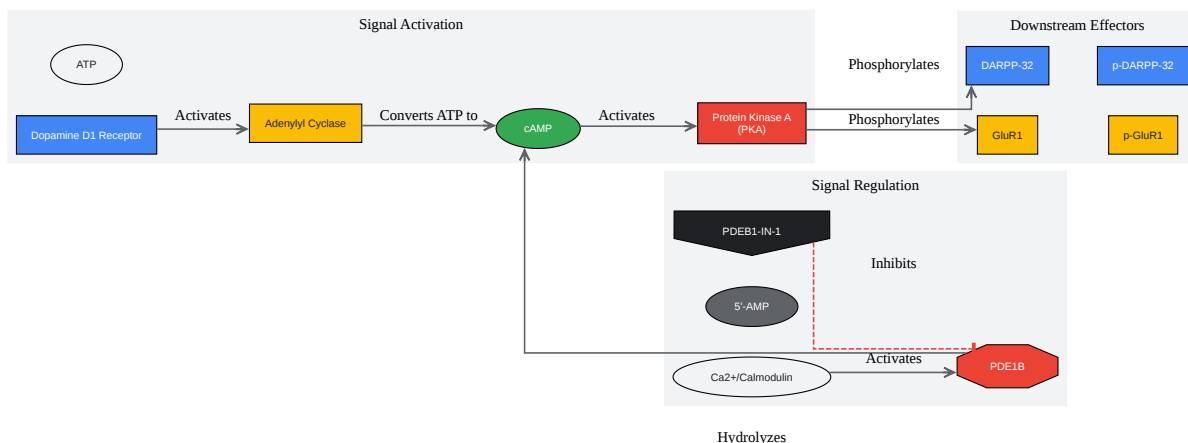 Signal Activation
Downstream Effectors
ATP
Phosphorylates
DARPP-32
p-DARPP-32
Dopamine D1 Receptor
Activates
Adenylyl Cyclase
Converts ATP to
cAMP
Activates
Protein Kinase A
(PKA)
Phosphorylates
GluR1
p-GluR1
Signal Regulation
PDEB1-IN-1
Inhibits
5'-AMP
Activates
Ca2+/Calmodulin
PDE1B
Hydrolyzes